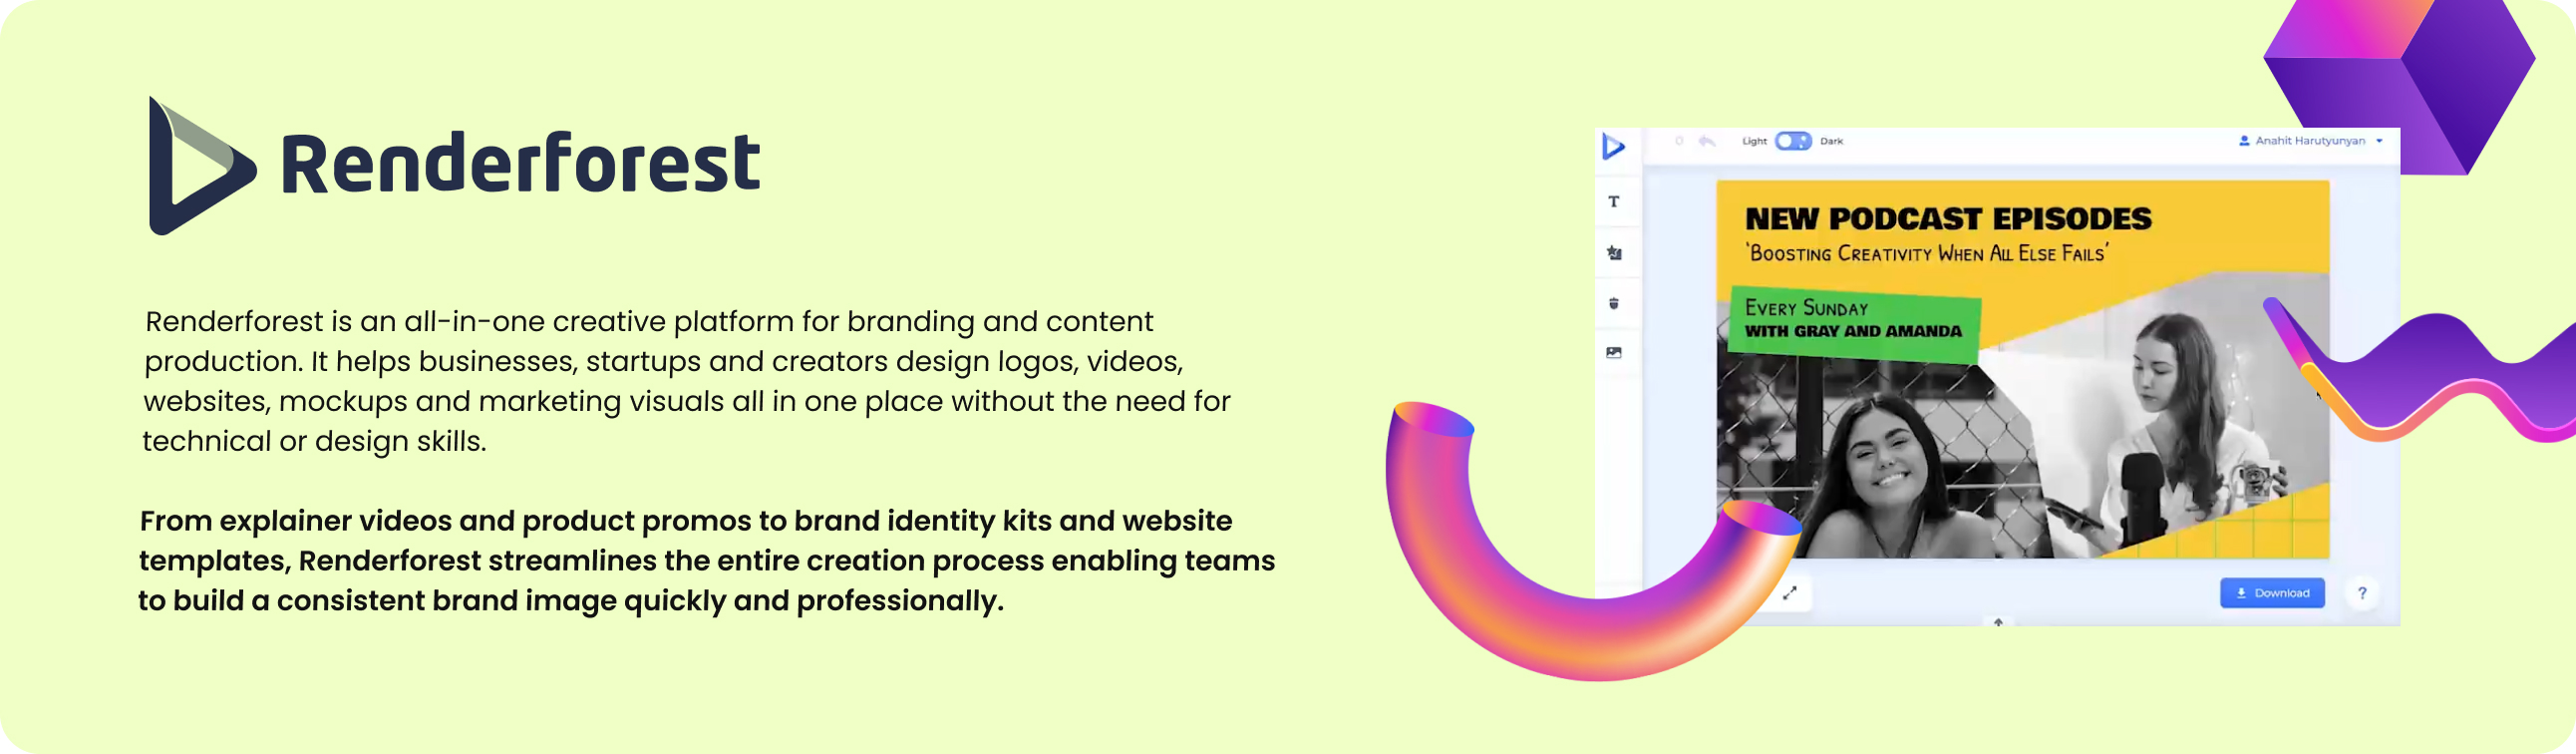 Renderforest
Renderforest is an all-in-one creative platform for branding and content
production. It helps businesses, startups and creators design logos, videos,
websites, mockups and marketing visuals all in one place without the need for
technical or design skills.
From explainer videos and product promos to brand identity kits and website
templates, Renderforest streamlines the entire creation process enabling teams
to build a consistent brand image quickly and professionally.
0
Light Dark
Anahit Harutyunyan
T
NEW PODCAST EPISODES
'Boosting Creativity When All Else Fails'
Every Sunday
WITH GRAY AND AMANDA
Download
?